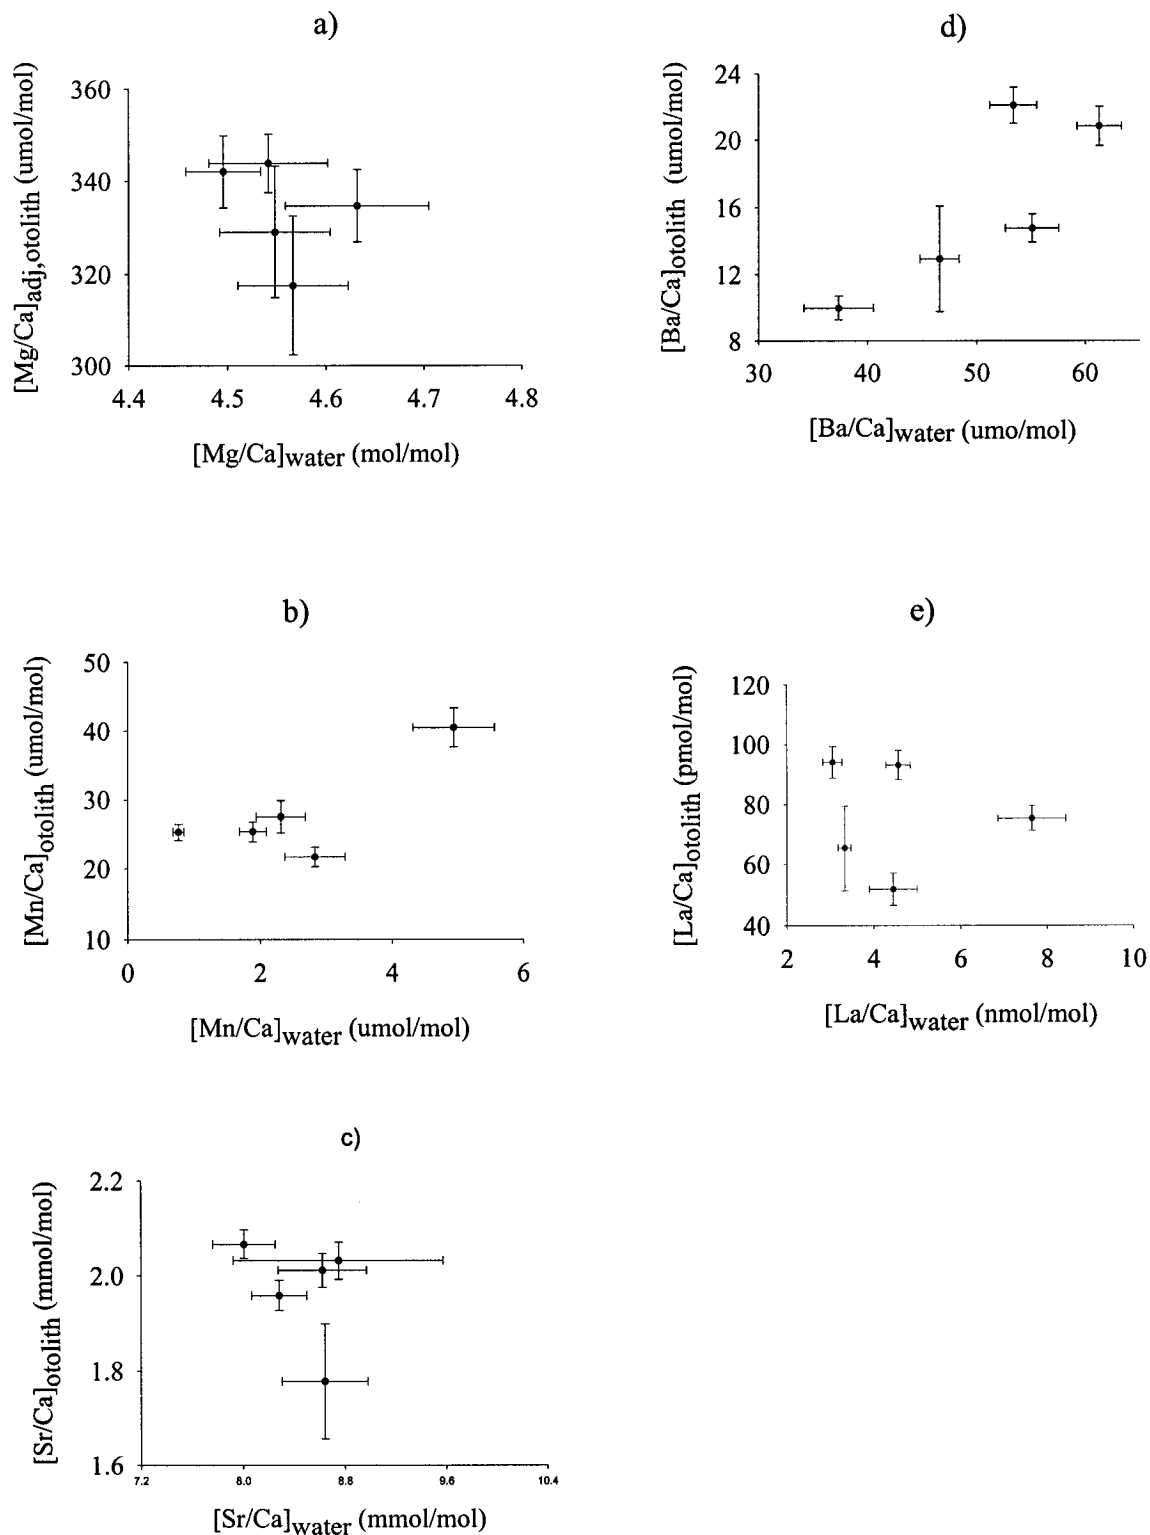 a)
[Mg/Ca]adj,otolith (umol/mol)
360
340
320
300
4.4 4.5 4.6 4.7 4.8
[Mg/Ca]water (mol/mol)
d)
[Ba/Ca]otolith (umol/mol)
24
20
16
12
8
30 40 50 60
[Ba/Ca]water (umo/mol)
b)
[Mn/Ca]otolith (umol/mol)
50
40
30
20
10
0 2 4 6
[Mn/Ca]water (umol/mol)
e)
[La/Ca]otolith (pmol/mol)
120
100
80
60
40
2 4 6 8 10
[La/Ca]water (nmol/mol)
c)
[Sr/Ca]otolith (mmol/mol)
2.2
2.0
1.8
1.6
7.2 8.0 8.8 9.6 10.4
[Sr/Ca]water (mmol/mol)